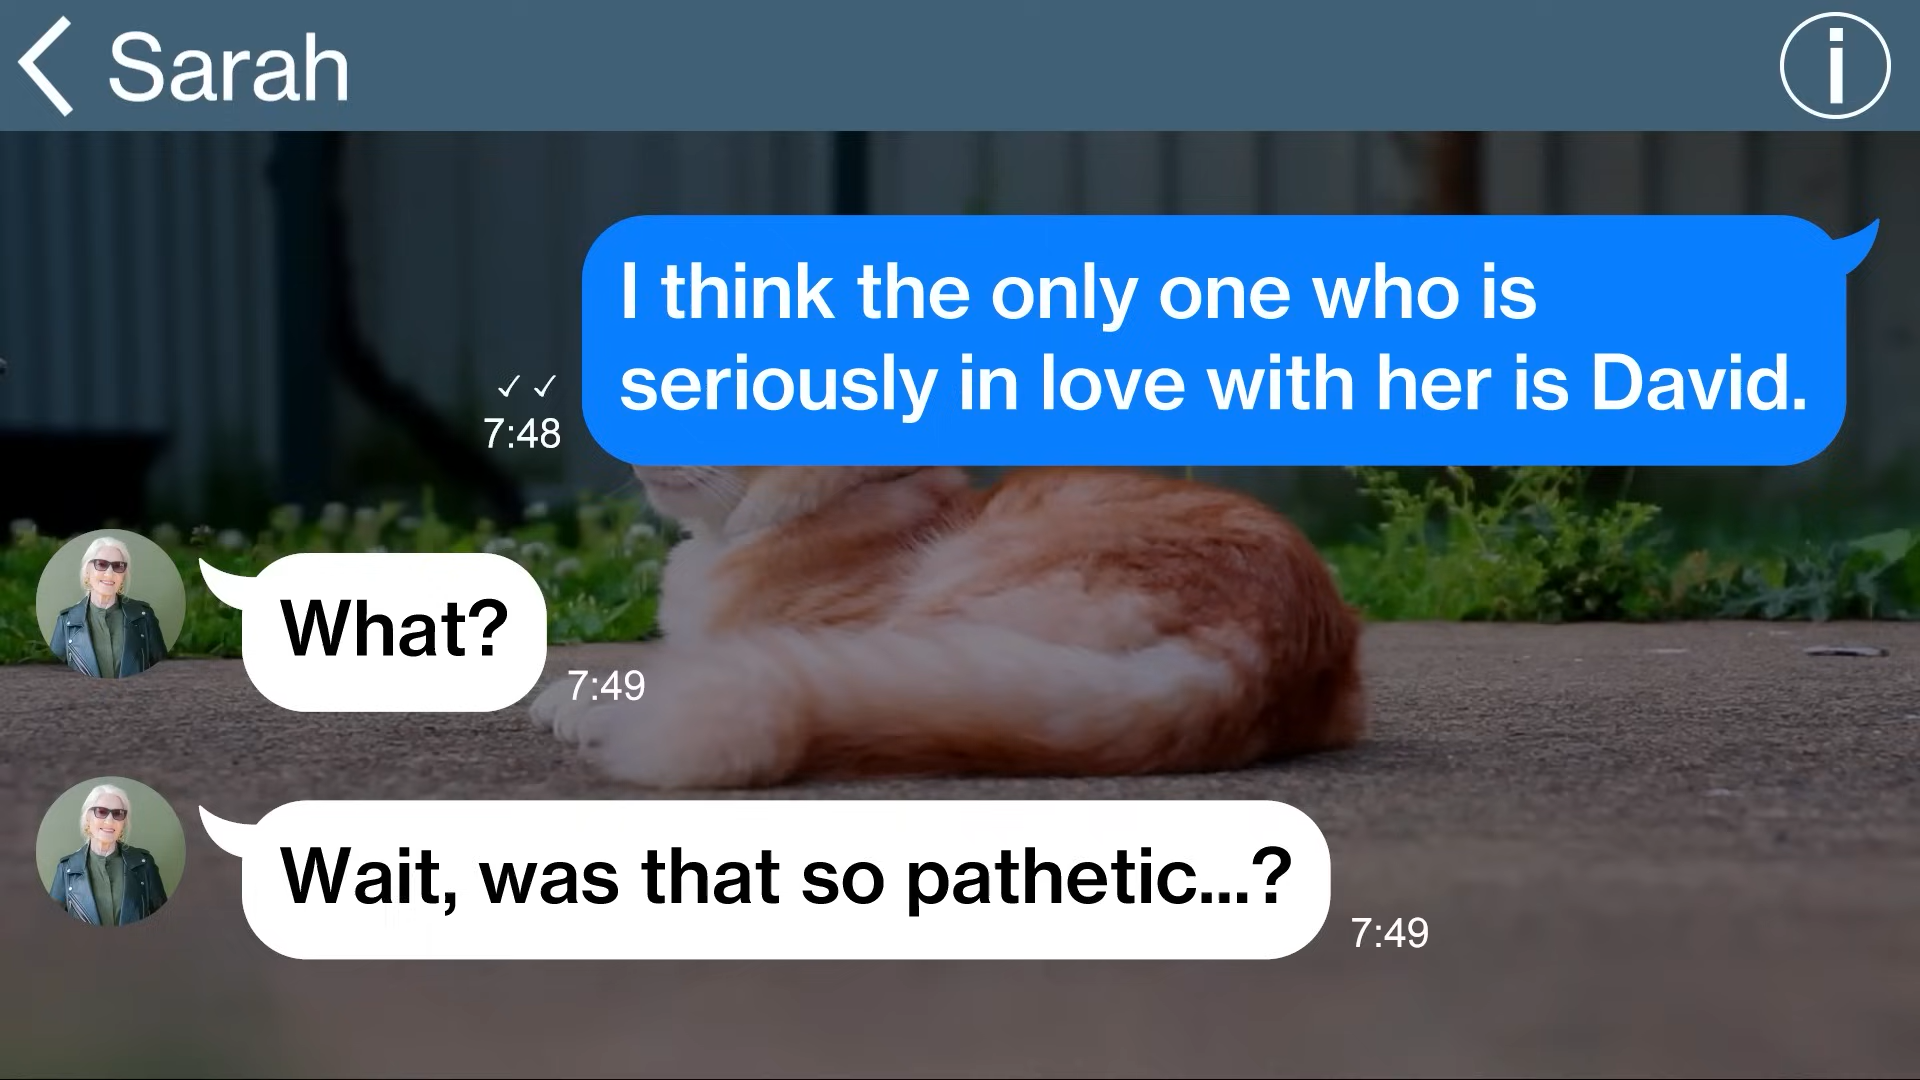 Sarah
I think the only one who is
seriously in love with her is David.
✓✓
7:48
What?
7:49
Wait, was that so pathetic...?
7:49